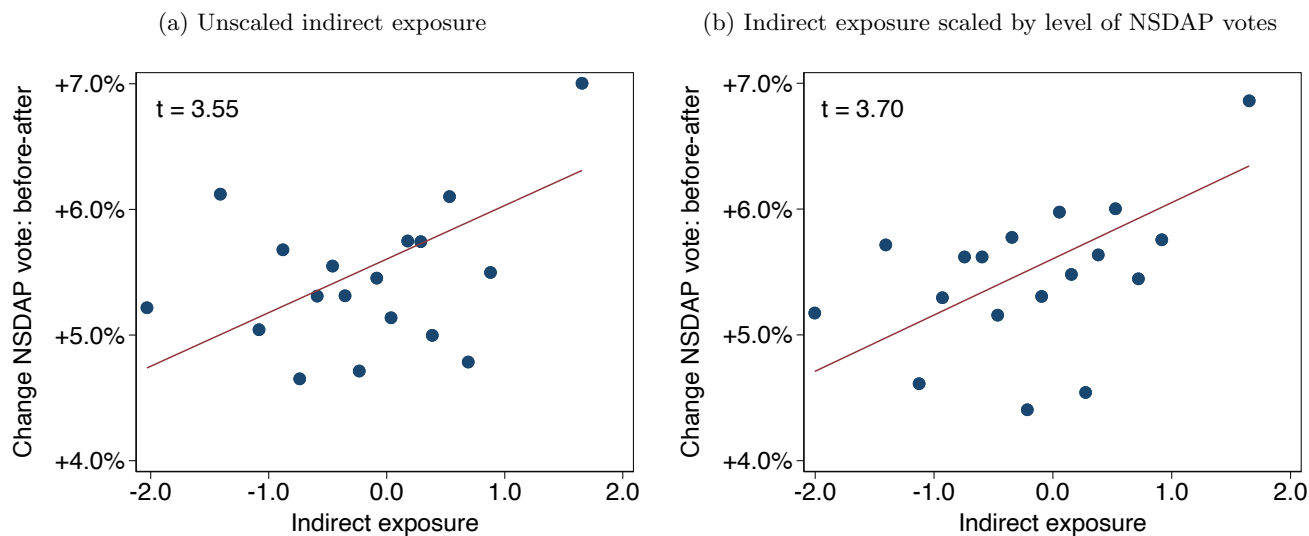 (a) Unscaled indirect exposure
Change NSDAP vote: before-after
+7.0%
+6.0%
+5.0%
+4.0%
t = 3.55
-2.0 -1.0 0.0 1.0 2.0
Indirect exposure
(b) Indirect exposure scaled by level of NSDAP votes
Change NSDAP vote: before-after
+7.0%
+6.0%
+5.0%
+4.0%
t = 3.70
-2.0 -1.0 0.0 1.0 2.0
Indirect exposure